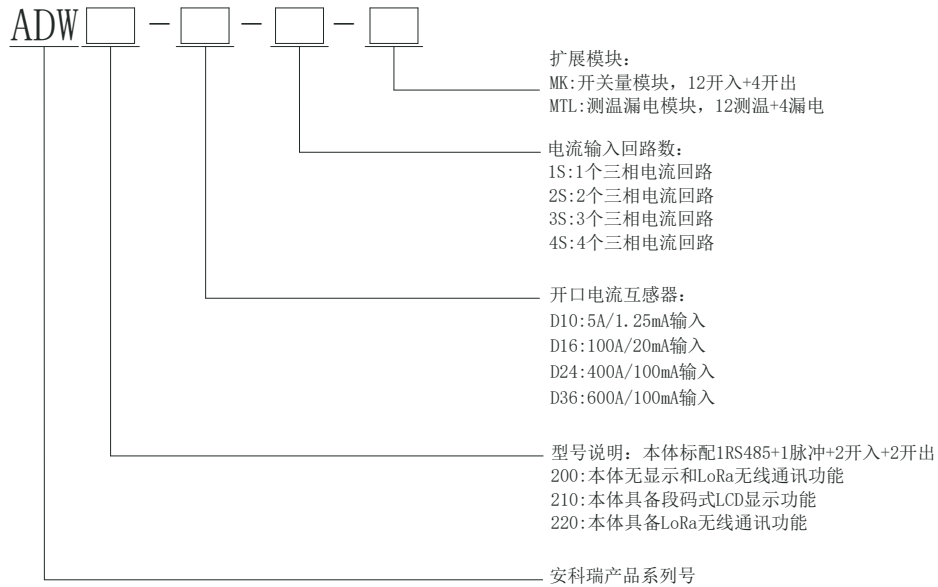 ADW□－□－□－□
扩展模块：
MK:开关量模块，12开入+4开出
MTL:测温漏电模块，12测温+4漏电
电流输入回路数：
1S:1个三相电流回路
2S:2个三相电流回路
3S:3个三相电流回路
4S:4个三相电流回路
开口电流互感器：
D10:5A/1.25mA输入
D16:100A/20mA输入
D24:400A/100mA输入
D36:600A/100mA输入
型号说明：本体标配1RS485+1脉冲+2开入+2开出
200:本体无显示和LoRa无线通讯功能
210:本体具备段码式LCD显示功能
220:本体具备LoRa无线通讯功能
安科瑞产品系列号